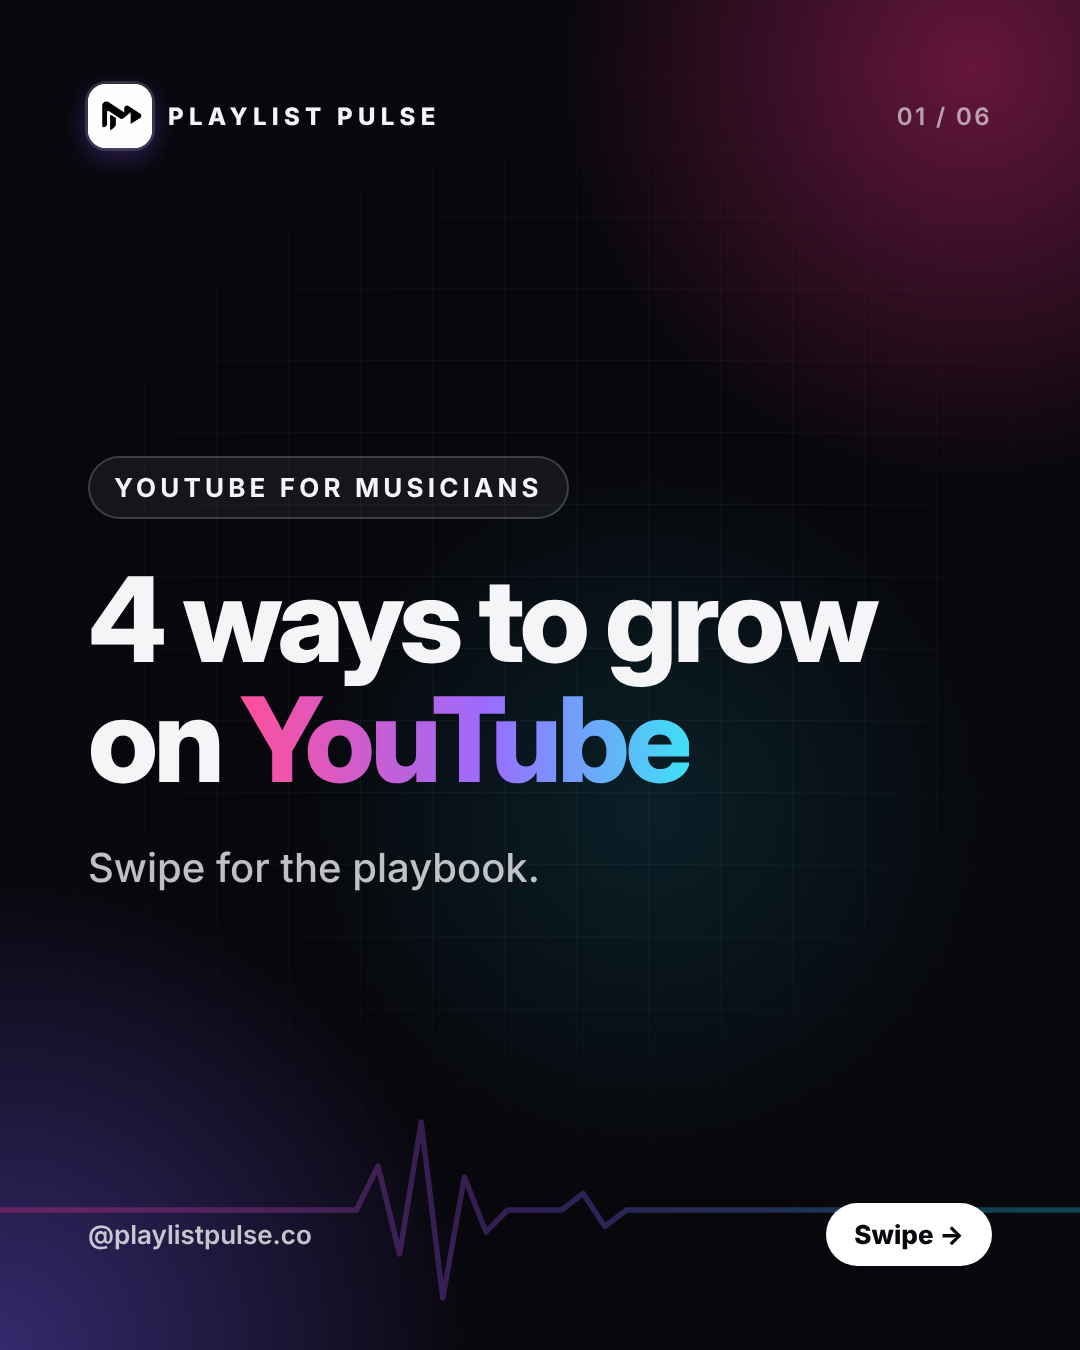 PLAYLIST PULSE
01 / 06
YOUTUBE FOR MUSICIANS
4 ways to grow
on YouTube
Swipe for the playbook.
@playlistpulse.co
Swipe →